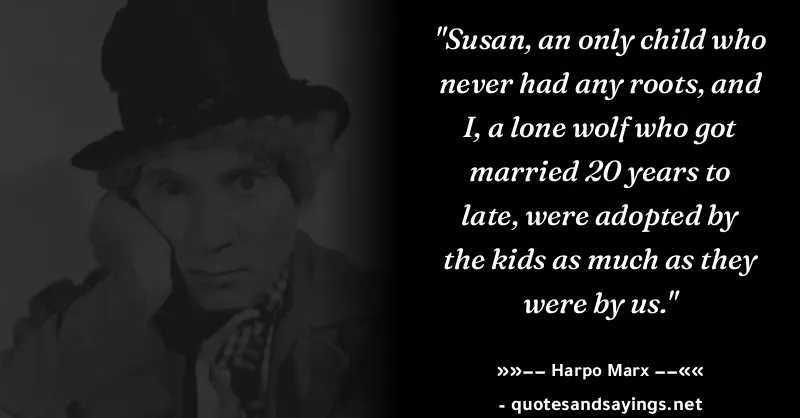 "Susan, an only child who
never had any roots, and
I, a lone wolf who got
married 20 years to
late, were adopted by
the kids as much as they
were by us."
»»−− Harpo Marx −−««
- quotesandsayings.net